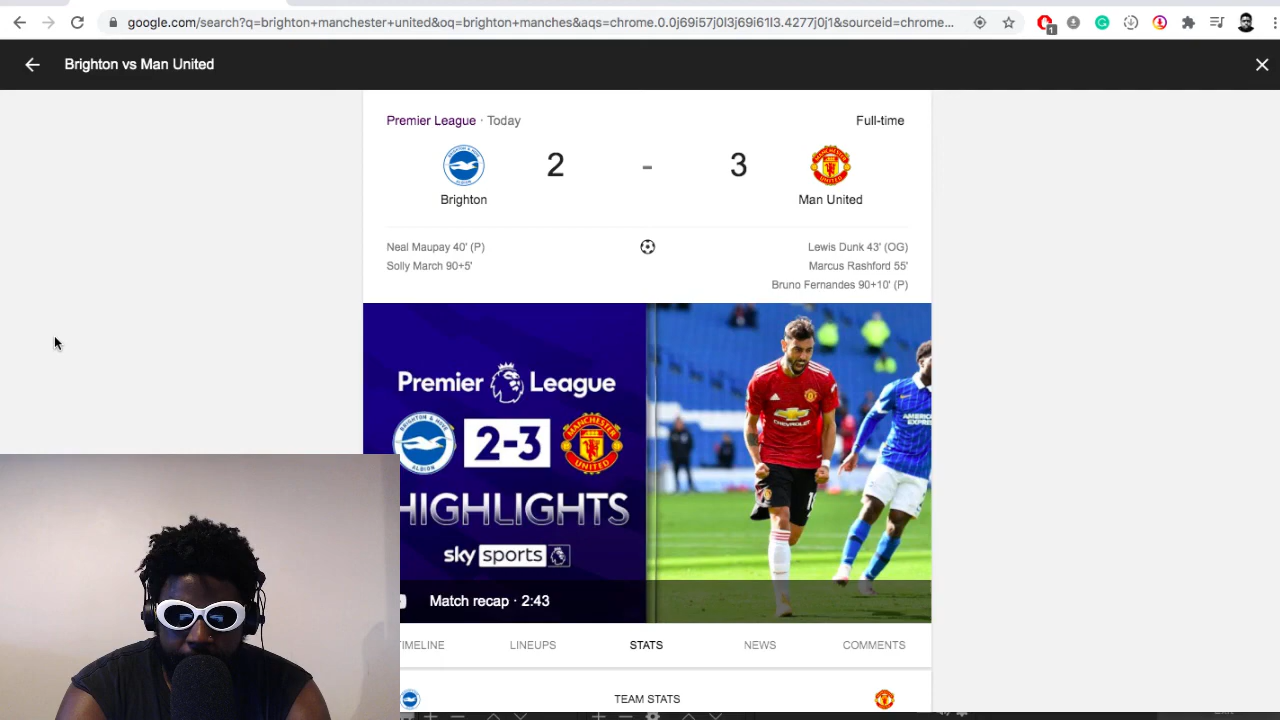 google.com/search?q=brighton+manchester+united&oq=brighton+manches&aqs=chrome.0.0j69i57j0l3j69i61l3.4277j0j1&sourceid=chrome...
1
Brighton vs Man United
Premier League · Today
Full-time
2 - 3
Brighton
Man United
Neal Maupay 40' (P)
Lewis Dunk 43' (OG)
Solly March 90+5'
Marcus Rashford 55'
Bruno Fernandes 90+10' (P)
Premier League
2-3
HIGHLIGHTS
sky sports
CHEVROLET
Match recap · 2:43
TIMELINE LINEUPS STATS NEWS COMMENTS
TEAM STATS